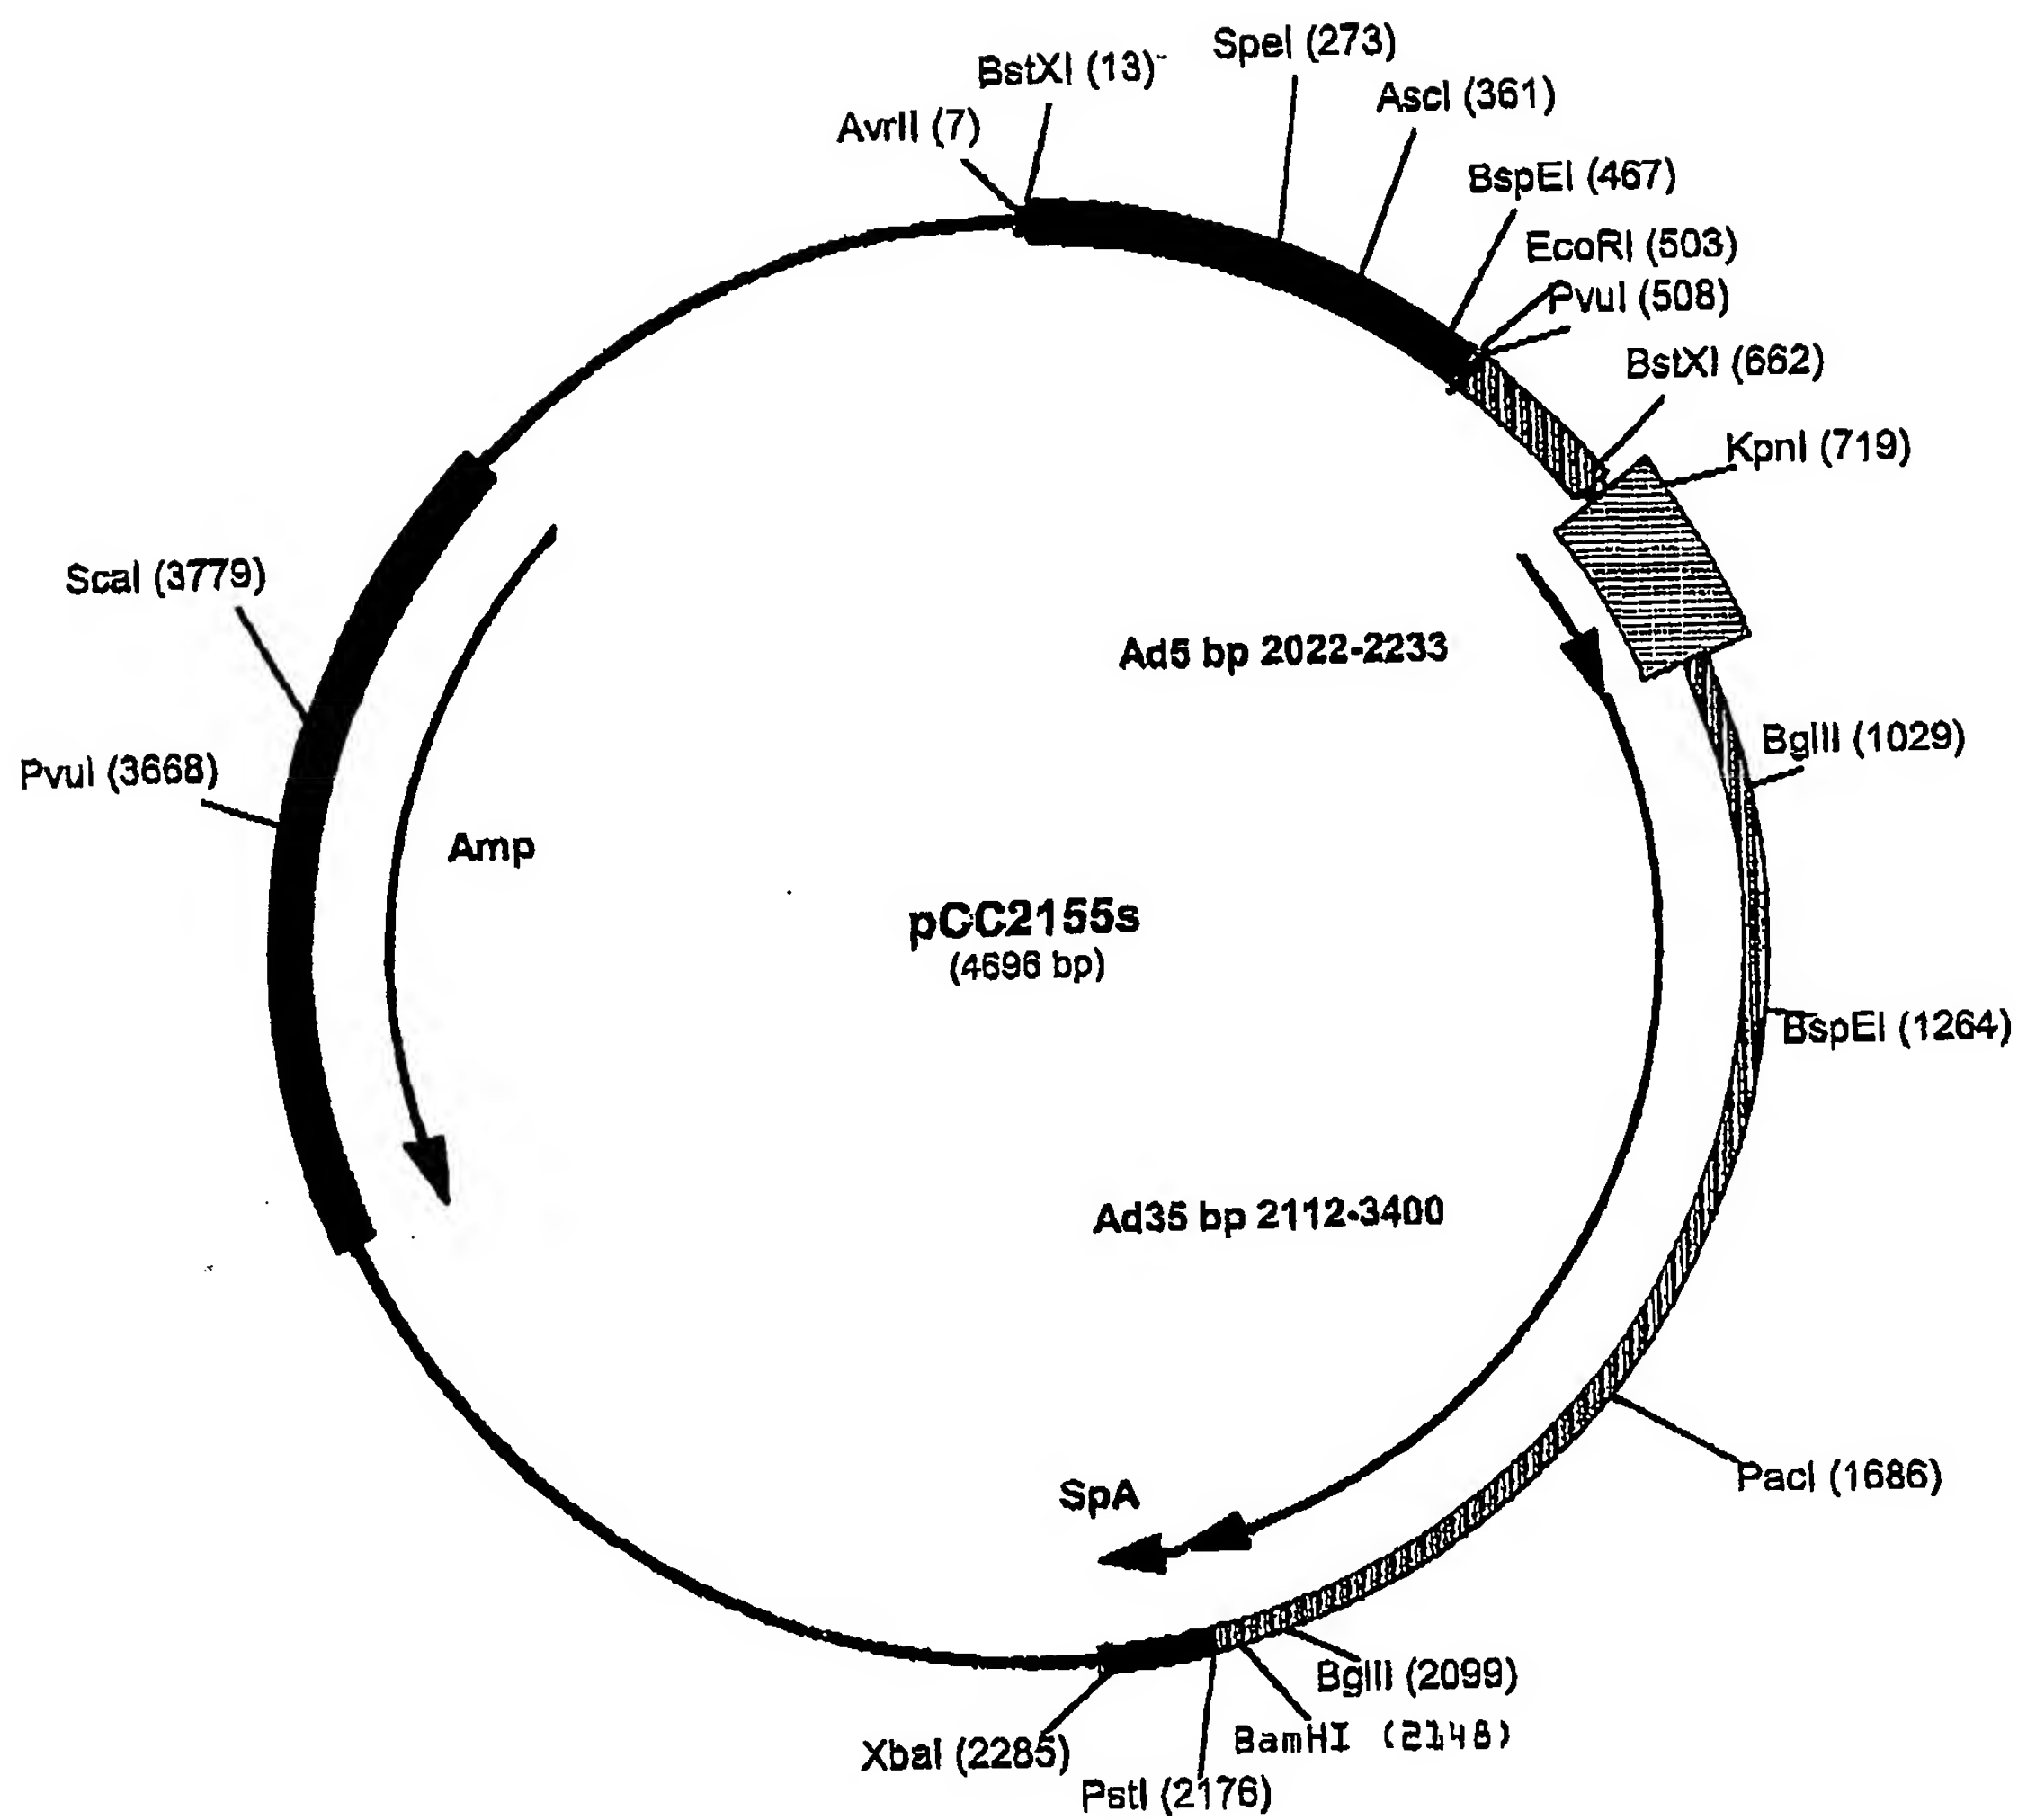 SpeI (273)
BstXI (13)
AscI (361)
AvrII (7)
BspEI (467)
EcoRI (503)
PvuI (508)
BstXI (662)
KpnI (719)
ScaI (3779)
Ad5 bp 2022-2233
BglII (1029)
PvuI (3668)
Amp
pCC2155s
(4696 bp)
BspEI (1264)
Ad35 bp 2112-3400
PacI (1686)
SpA
BglII (2099)
BamHI (2148)
XbaI (2285)
PstI (2176)